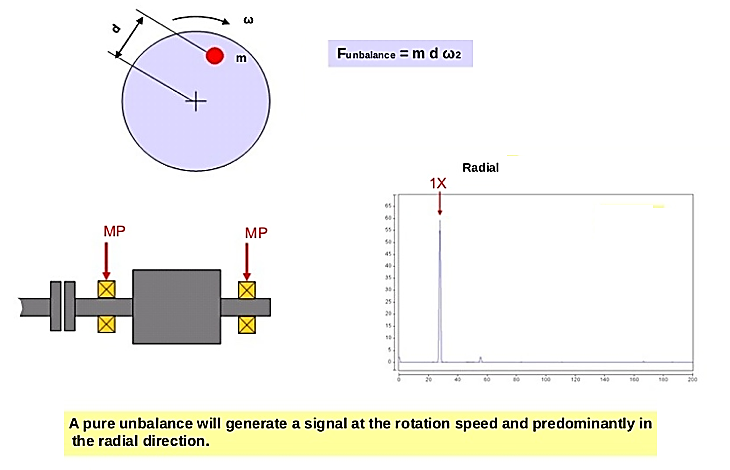 ω
d
m
Funbalance = m d ω2
Radial
1X
MP
MP
65
60
55
50
45
40
35
30
25
20
15
10
5
0
0 20 40 60 80 100 120 140 160 180 200
A pure unbalance will generate a signal at the rotation speed and predominantly in
the radial direction.